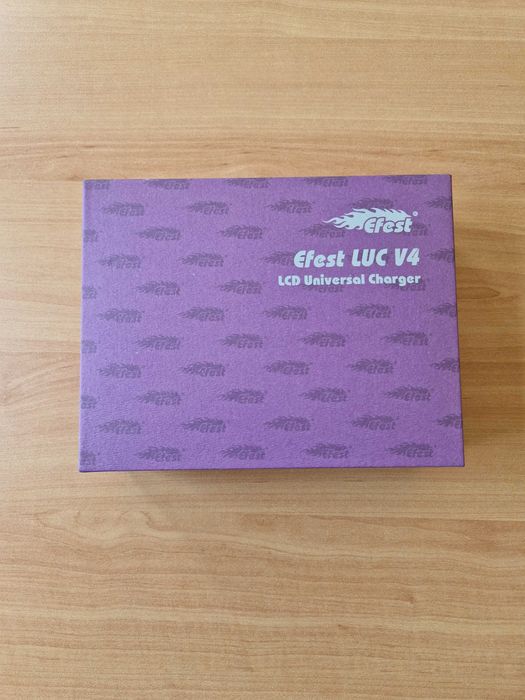 Efest®
Efest LUC V4
LCD Universal Charger